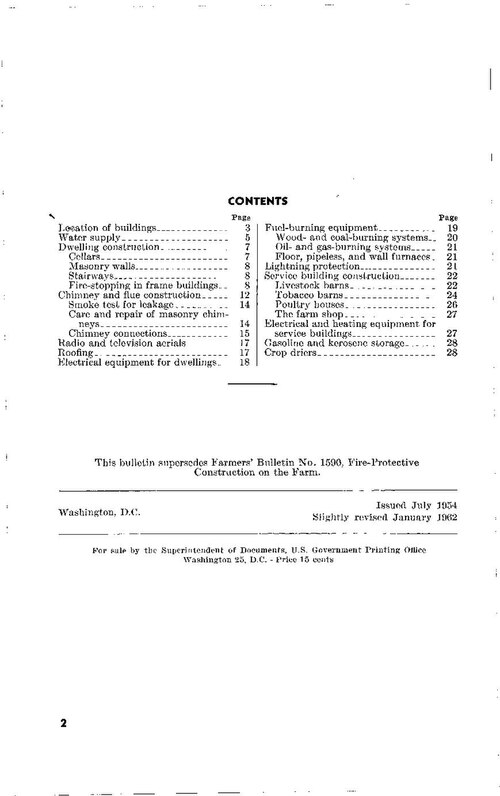 CONTENTS
Page
Location of buildings 3
Water supply 5
Dwelling construction 7
Cellars 7
Masonry walls 8
Stairways 8
Fire-stopping in frame buildings 8
Chimney and flue construction 12
Smoke test for leakage 14
Care and repair of masonry chim-
neys 14
Chimney connections 15
Radio and television aerials 17
Roofing 17
Electrical equipment for dwellings 18
Page
Fuel-burning equipment 19
Wood- and coal-burning systems 20
Oil- and gas-burning systems 21
Floor, pipeless, and wall furnaces 21
Lightning protection 21
Service building construction 22
Livestock barns 22
Tobacco barns 24
Poultry houses 26
The farm shop 27
Electrical and heating equipment for
service buildings 27
Gasoline and kerosene storage 28
Crop driers 28
This bulletin supersedes Farmers' Bulletin No. 1590, Fire-Protective
Construction on the Farm.
Washington, D.C.
Issued July 1954
Slightly revised January 1962
For sale by the Superintendent of Documents, U.S. Government Printing Office
Washington 25, D.C. - Price 15 cents
2